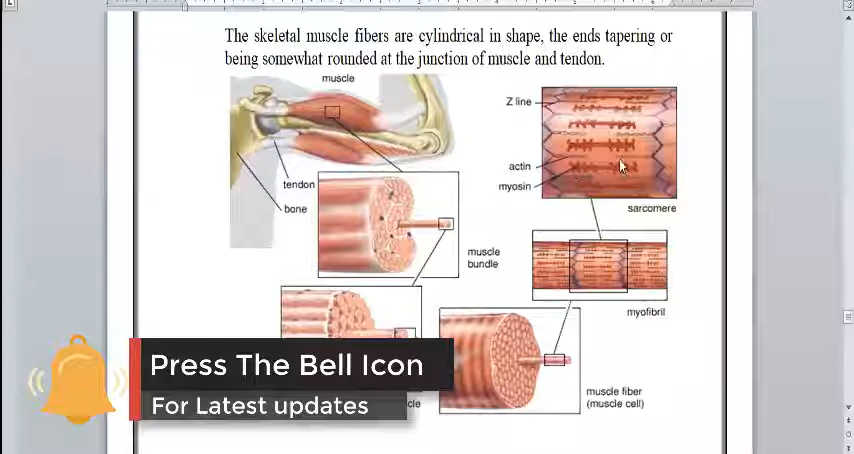 The skeletal muscle fibers are cylindrical in shape, the ends tapering or
being somewhat rounded at the junction of muscle and tendon.
muscle
Z line
actin
myosin
tendon
bone
sarcomere
muscle
bundle
myofibril
muscle fiber
(muscle cell)
Press The Bell Icon
For Latest updates